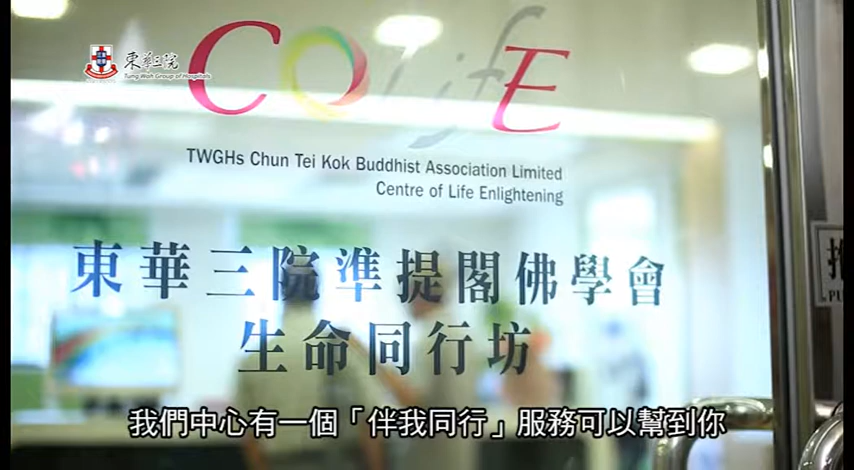 東華三院
Tung Wah Group of Hospitals
COLifE
TWGHs Chun Tei Kok Buddhist Association Limited
Centre of Life Enlightening
東華三院準提閣佛學會
生命同行坊
我們中心有一個「伴我同行」服務可以幫到你